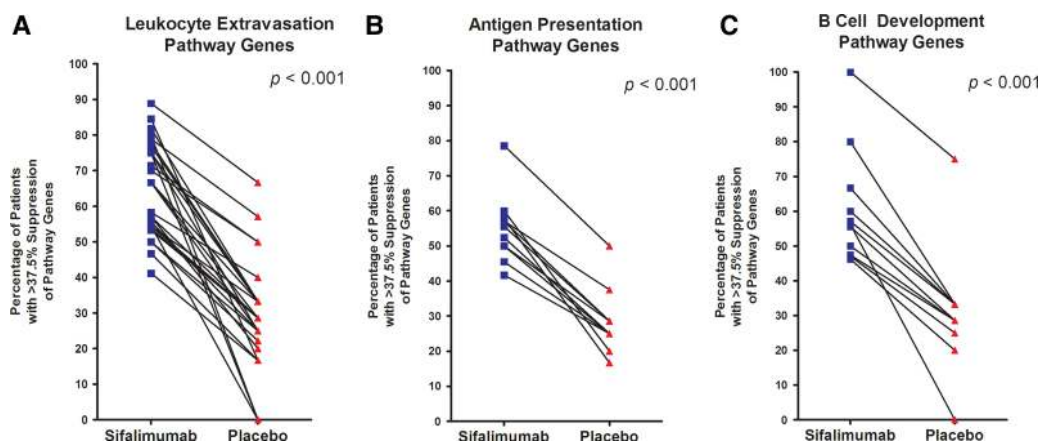 A
Leukocyte Extravasation
Pathway Genes
p < 0.001
Percentage of Patients
with >37.5% Suppression
of Pathway Genes
100
90
80
70
60
50
40
30
20
10
0
Sifalimumab Placebo
B
Antigen Presentation
Pathway Genes
p < 0.001
Percentage of Patients
with >37.5% Suppression
of Pathway Genes
100
90
80
70
60
50
40
30
20
10
0
Sifalimumab Placebo
C
B Cell Development
Pathway Genes
p < 0.001
Percentage of Patients
with >37.5% Suppression
of Pathway Genes
100
90
80
70
60
50
40
30
20
10
0
Sifalimumab Placebo